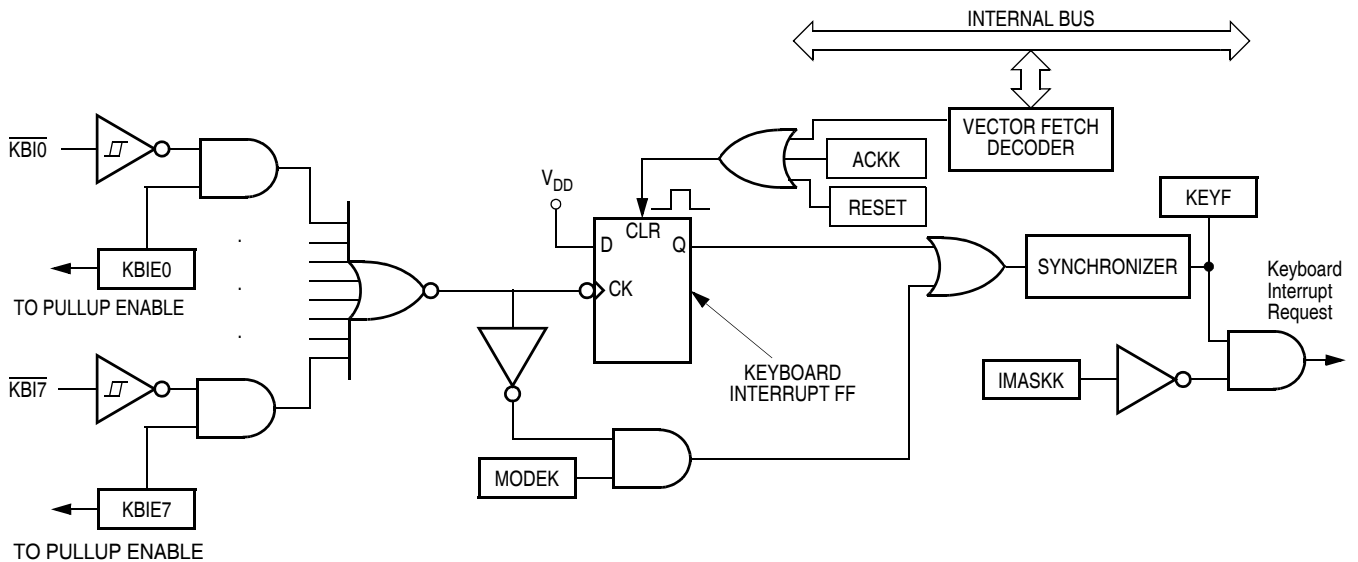 INTERNAL BUS
VECTOR FETCH
DECODER
ACKK
RESET
KBI0
KBIE0
TO PULLUP ENABLE
.
.
.
KBI7
KBIE7
TO PULLUP ENABLE
VDD
CLR
D
Q
CK
KEYBOARD
INTERRUPT FF
MODEK
SYNCHRONIZER
KEYF
IMASKK
Keyboard
Interrupt
Request